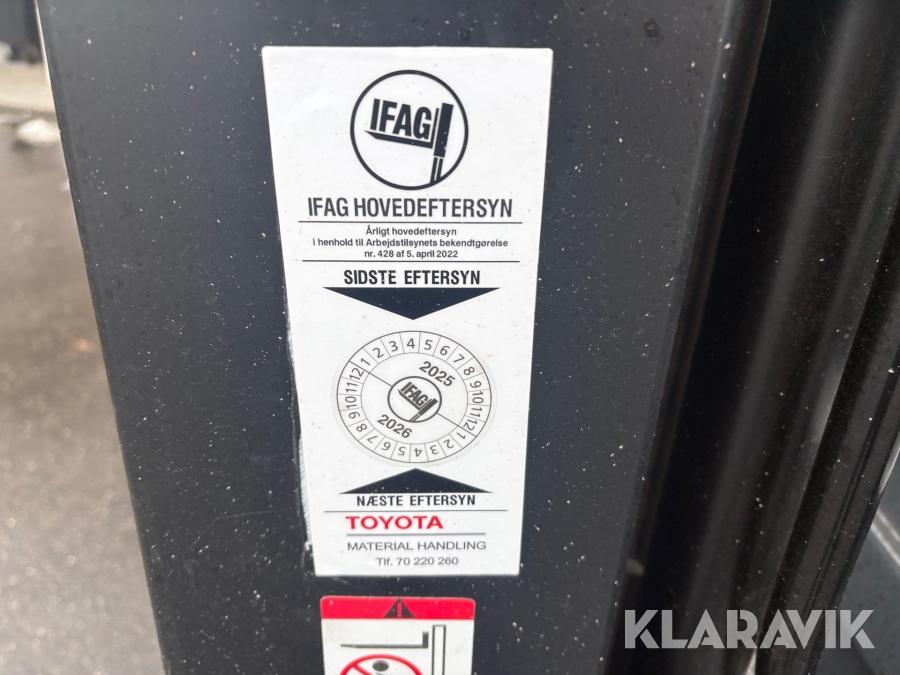 IFAG
IFAG HOVEDEFTERSYN
Årligt hovedeftersyn
i henhold til Arbejdstilsynets bekendtgørelse
nr. 428 af 5. april 2022
SIDSTE EFTERSYN
1 2 3 4 5 6 7 8 9 10 11 12
2025
IFAG
2026
1 2 3 4 5 6 7 8 9 10 11 12
NÆSTE EFTERSYN
TOYOTA
MATERIAL HANDLING
Tlf. 70 220 260
KLARAVIK